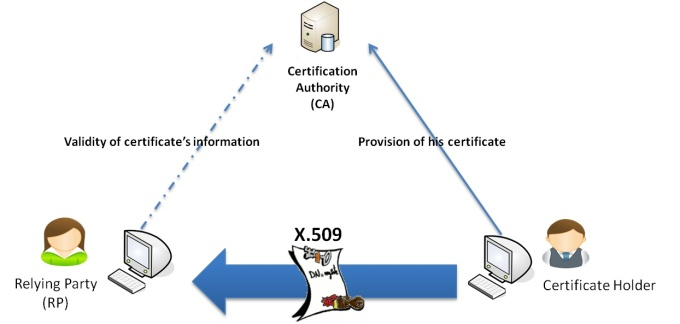 Certification
Authority
(CA)
Validity of certificate's information
Provision of his certificate
X.509
Relying Party
(RP)
Certificate Holder